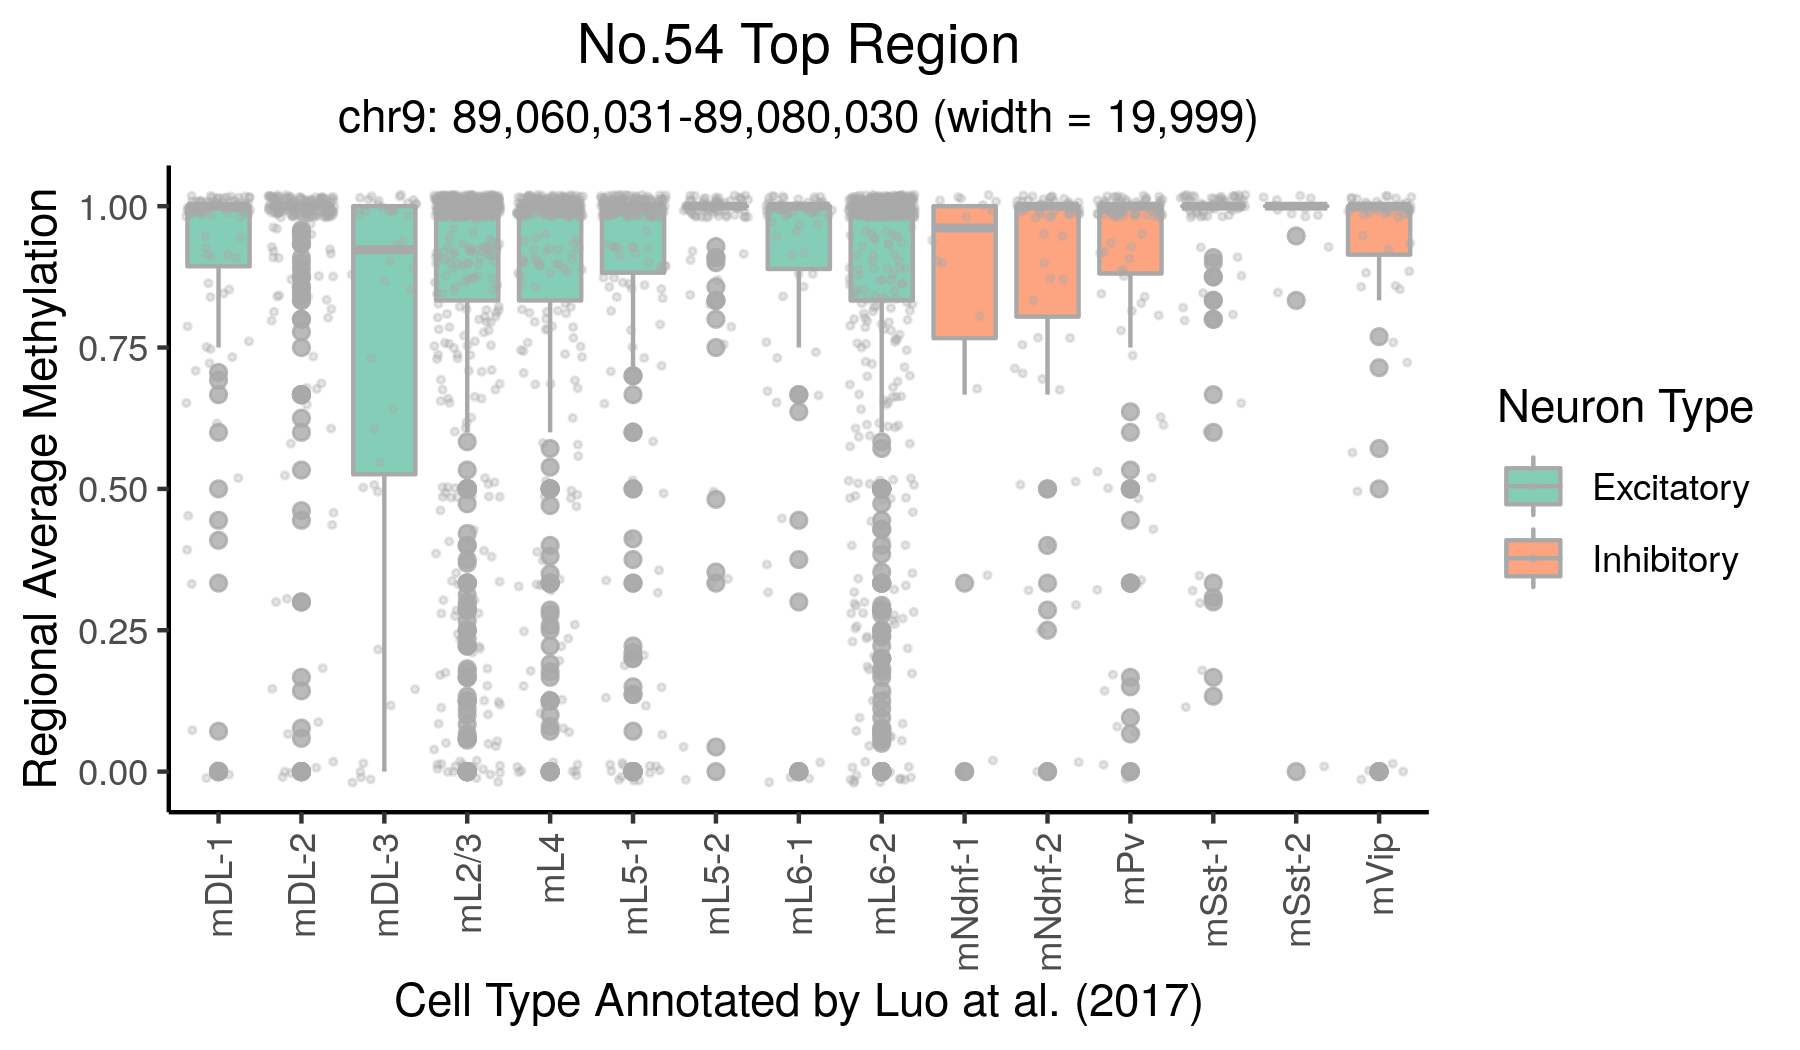 No.54 Top Region
chr9: 89,060,031-89,080,030 (width = 19,999)
Regional Average Methylation
1.00
0.75
0.50
0.25
0.00
mDL-1
mDL-2
mDL-3
mL2/3
mL4
mL5-1
mL5-2
mL6-1
mL6-2
mNdnf-1
mNdnf-2
mPv
mSst-1
mSst-2
mVip
Cell Type Annotated by Luo at al. (2017)
Neuron Type
Excitatory
Inhibitory